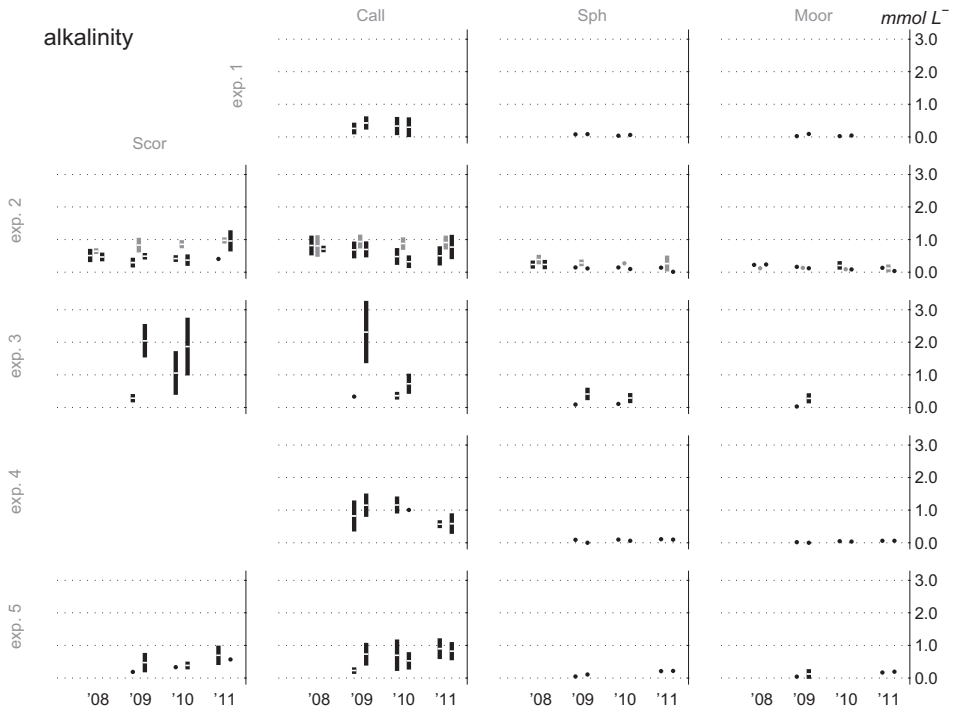 Call Sph Moor mmol L⁻
alkalinity
exp. 1
3.0
2.0
1.0
0.0
Scor
exp. 2
3.0
2.0
1.0
0.0
exp. 3
3.0
2.0
1.0
0.0
exp. 4
3.0
2.0
1.0
0.0
exp. 5
3.0
2.0
1.0
0.0
'08 '09 '10 '11 '08 '09 '10 '11 '08 '09 '10 '11 '08 '09 '10 '11